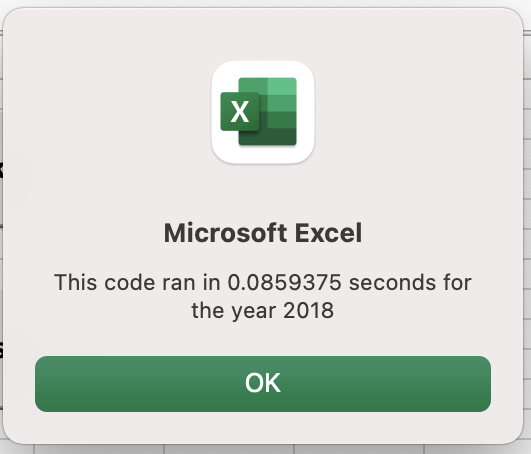 X
Microsoft Excel
This code ran in 0.0859375 seconds for
the year 2018
OK